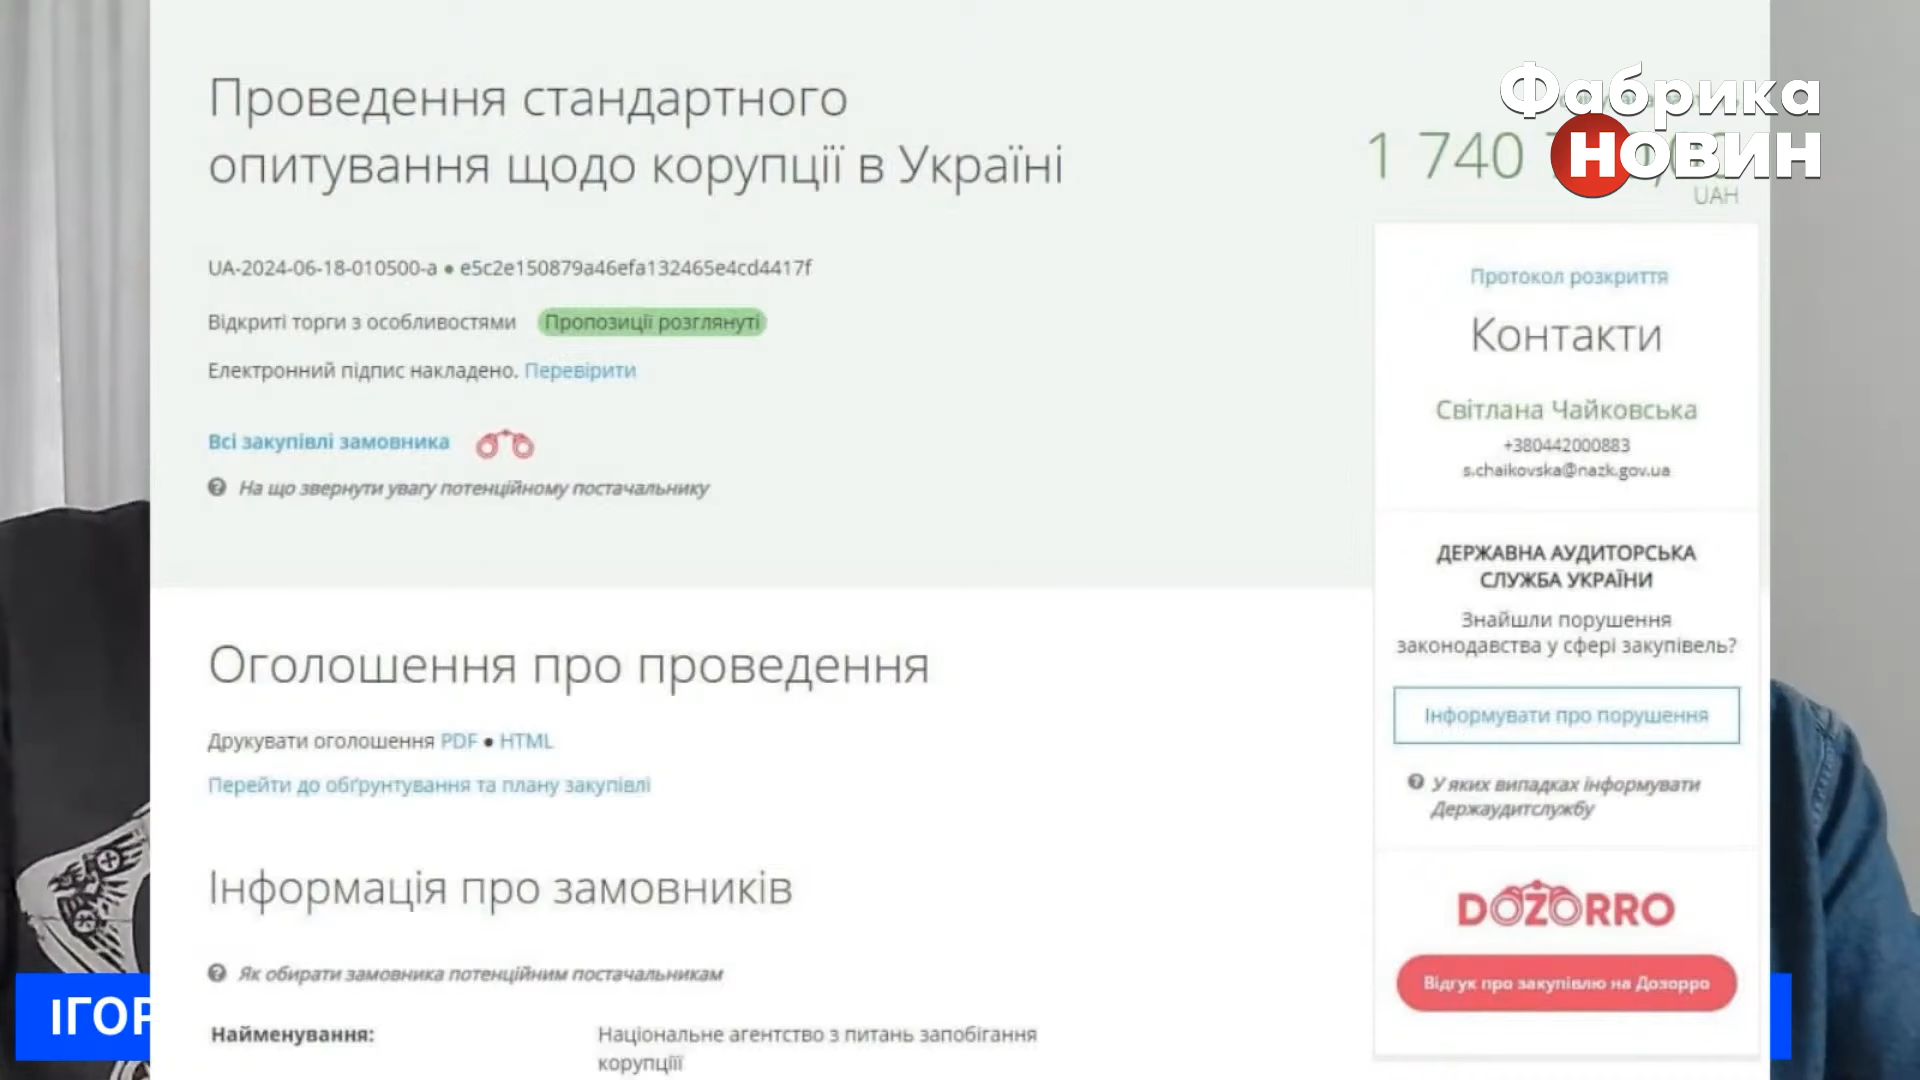 Проведення стандартного
опитування щодо корупції в Україні
UA-2024-06-18-010500-a ● e5c2e150879a46efa132465e4cd4417f
Відкриті торги з особливостями Пропозиції розглянуті
Електронний підпис накладено. Перевірити
Всі закупівлі замовника
На що звернути увагу потенційному постачальнику
Оголошення про проведення
Друкувати оголошення PDF ● HTML
Перейти до обґрунтування та плану закупівлі
Інформація про замовників
Як обирати замовника потенційним постачальникам
Найменування: Національне агентство з питань запобігання
корупціїї
Фабрика
НОВИН
1 740
UAH
Протокол розкриття
Контакти
Світлана Чайковська
+380442000883
s.chaikovska@nazk.gov.ua
ДЕРЖАВНА АУДИТОРСЬКА
СЛУЖБА УКРАЇНИ
Знайшли порушення
законодавства у сфері закупівель?
Інформувати про порушення
У яких випадках інформувати
Держаудитслужбу
DOZORRO
Відгук про закупівлю на Дозорро
ІГОР